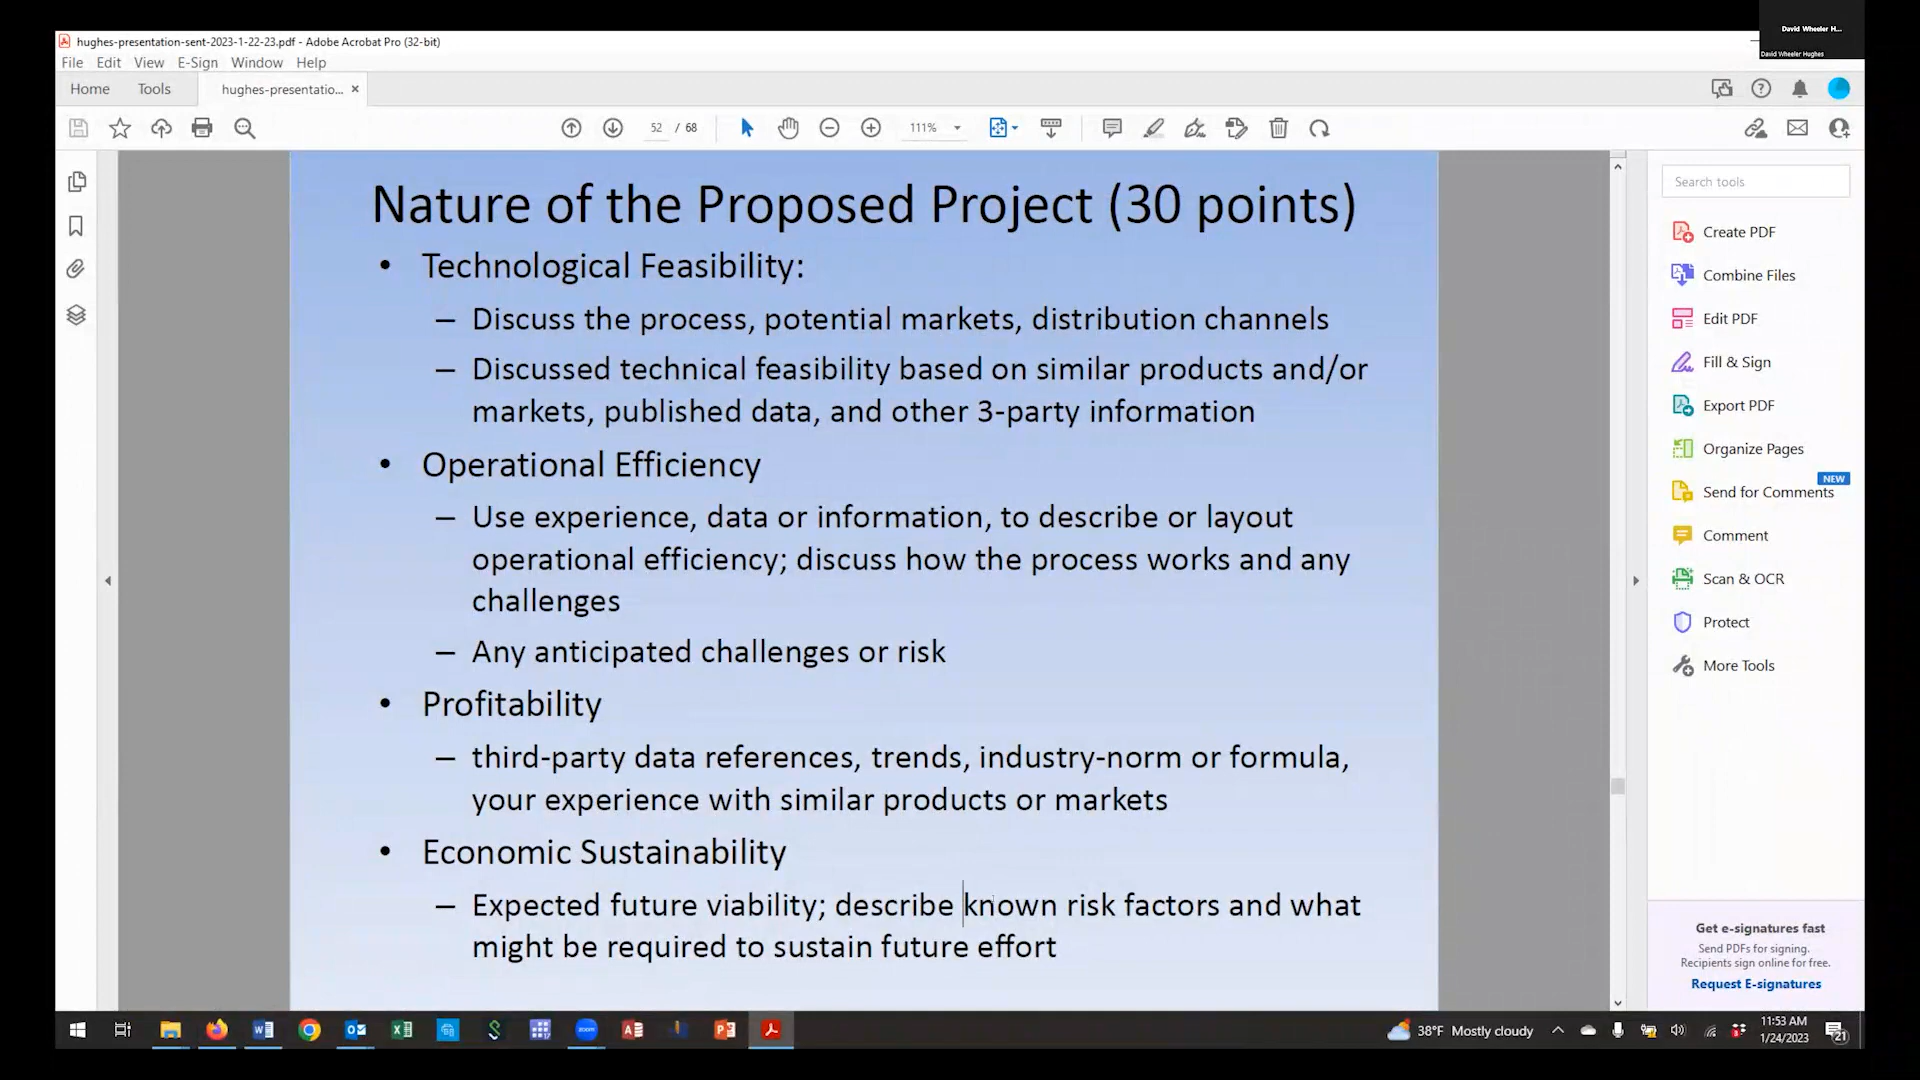 David Wheeler H...
David Wheeler Hughes
hughes-presentation-sent-2023-1-22-23.pdf - Adobe Acrobat Pro (32-bit)
File Edit View E-Sign Window Help
Home Tools hughes-presentatio... ×
52 / 68 111%
Nature of the Proposed Project (30 points)
• Technological Feasibility:
– Discuss the process, potential markets, distribution channels
– Discussed technical feasibility based on similar products and/or
markets, published data, and other 3-party information
• Operational Efficiency
– Use experience, data or information, to describe or layout
operational efficiency; discuss how the process works and any
challenges
– Any anticipated challenges or risk
• Profitability
– third-party data references, trends, industry-norm or formula,
your experience with similar products or markets
• Economic Sustainability
– Expected future viability; describe known risk factors and what
might be required to sustain future effort
Search tools
Create PDF
Combine Files
Edit PDF
Fill & Sign
Export PDF
Organize Pages
NEW
Send for Comments
Comment
Scan & OCR
Protect
More Tools
Get e-signatures fast
Send PDFs for signing.
Recipients sign online for free.
Request E-signatures
38°F Mostly cloudy
11:53 AM
1/24/2023
21